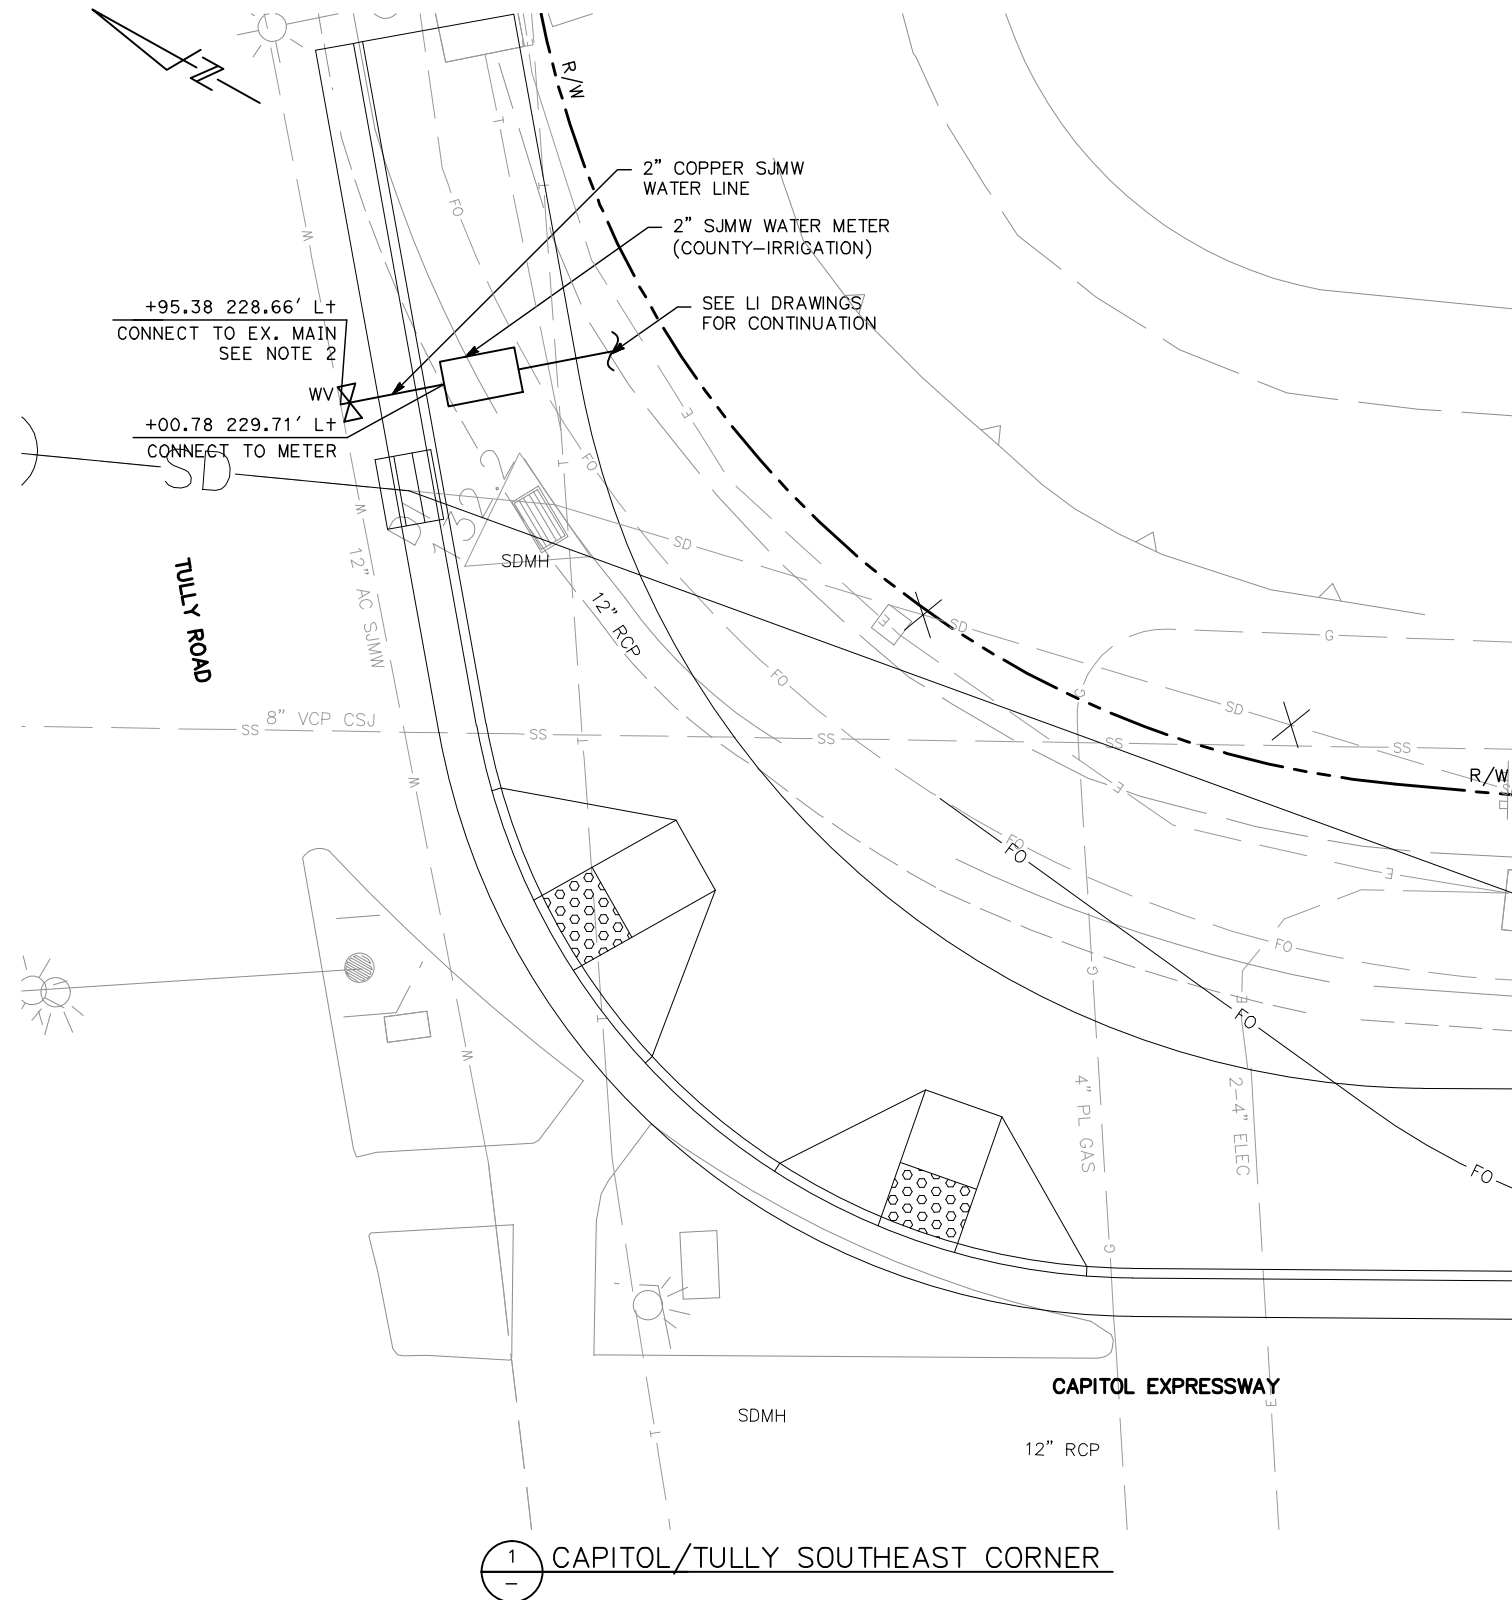 R/W
T
FO
T
W
2" COPPER SJMW
WATER LINE
2" SJMW WATER METER
(COUNTY-IRRIGATION)
SEE LI DRAWINGS
FOR CONTINUATION
+95.38 228.66' Lt
CONNECT TO EX. MAIN
SEE NOTE 2
WV
+00.78 229.71' Lt
CONNECT TO METER
SD
E
FO
T
W
SD
SDMH
12" RCP
12" AC SJMW
TULLY ROAD
E
SD
G
FO
G
SD
8" VCP CSJ
SS
SS
T
SS
SS
SS
R/W
W
E
FO
FO
E
FO
G
E
FO
T
W
4" PL GAS
2-4" ELEC
FO
G
CAPITOL EXPRESSWAY
E
SDMH
T
12" RCP
1
–
CAPITOL/TULLY SOUTHEAST CORNER